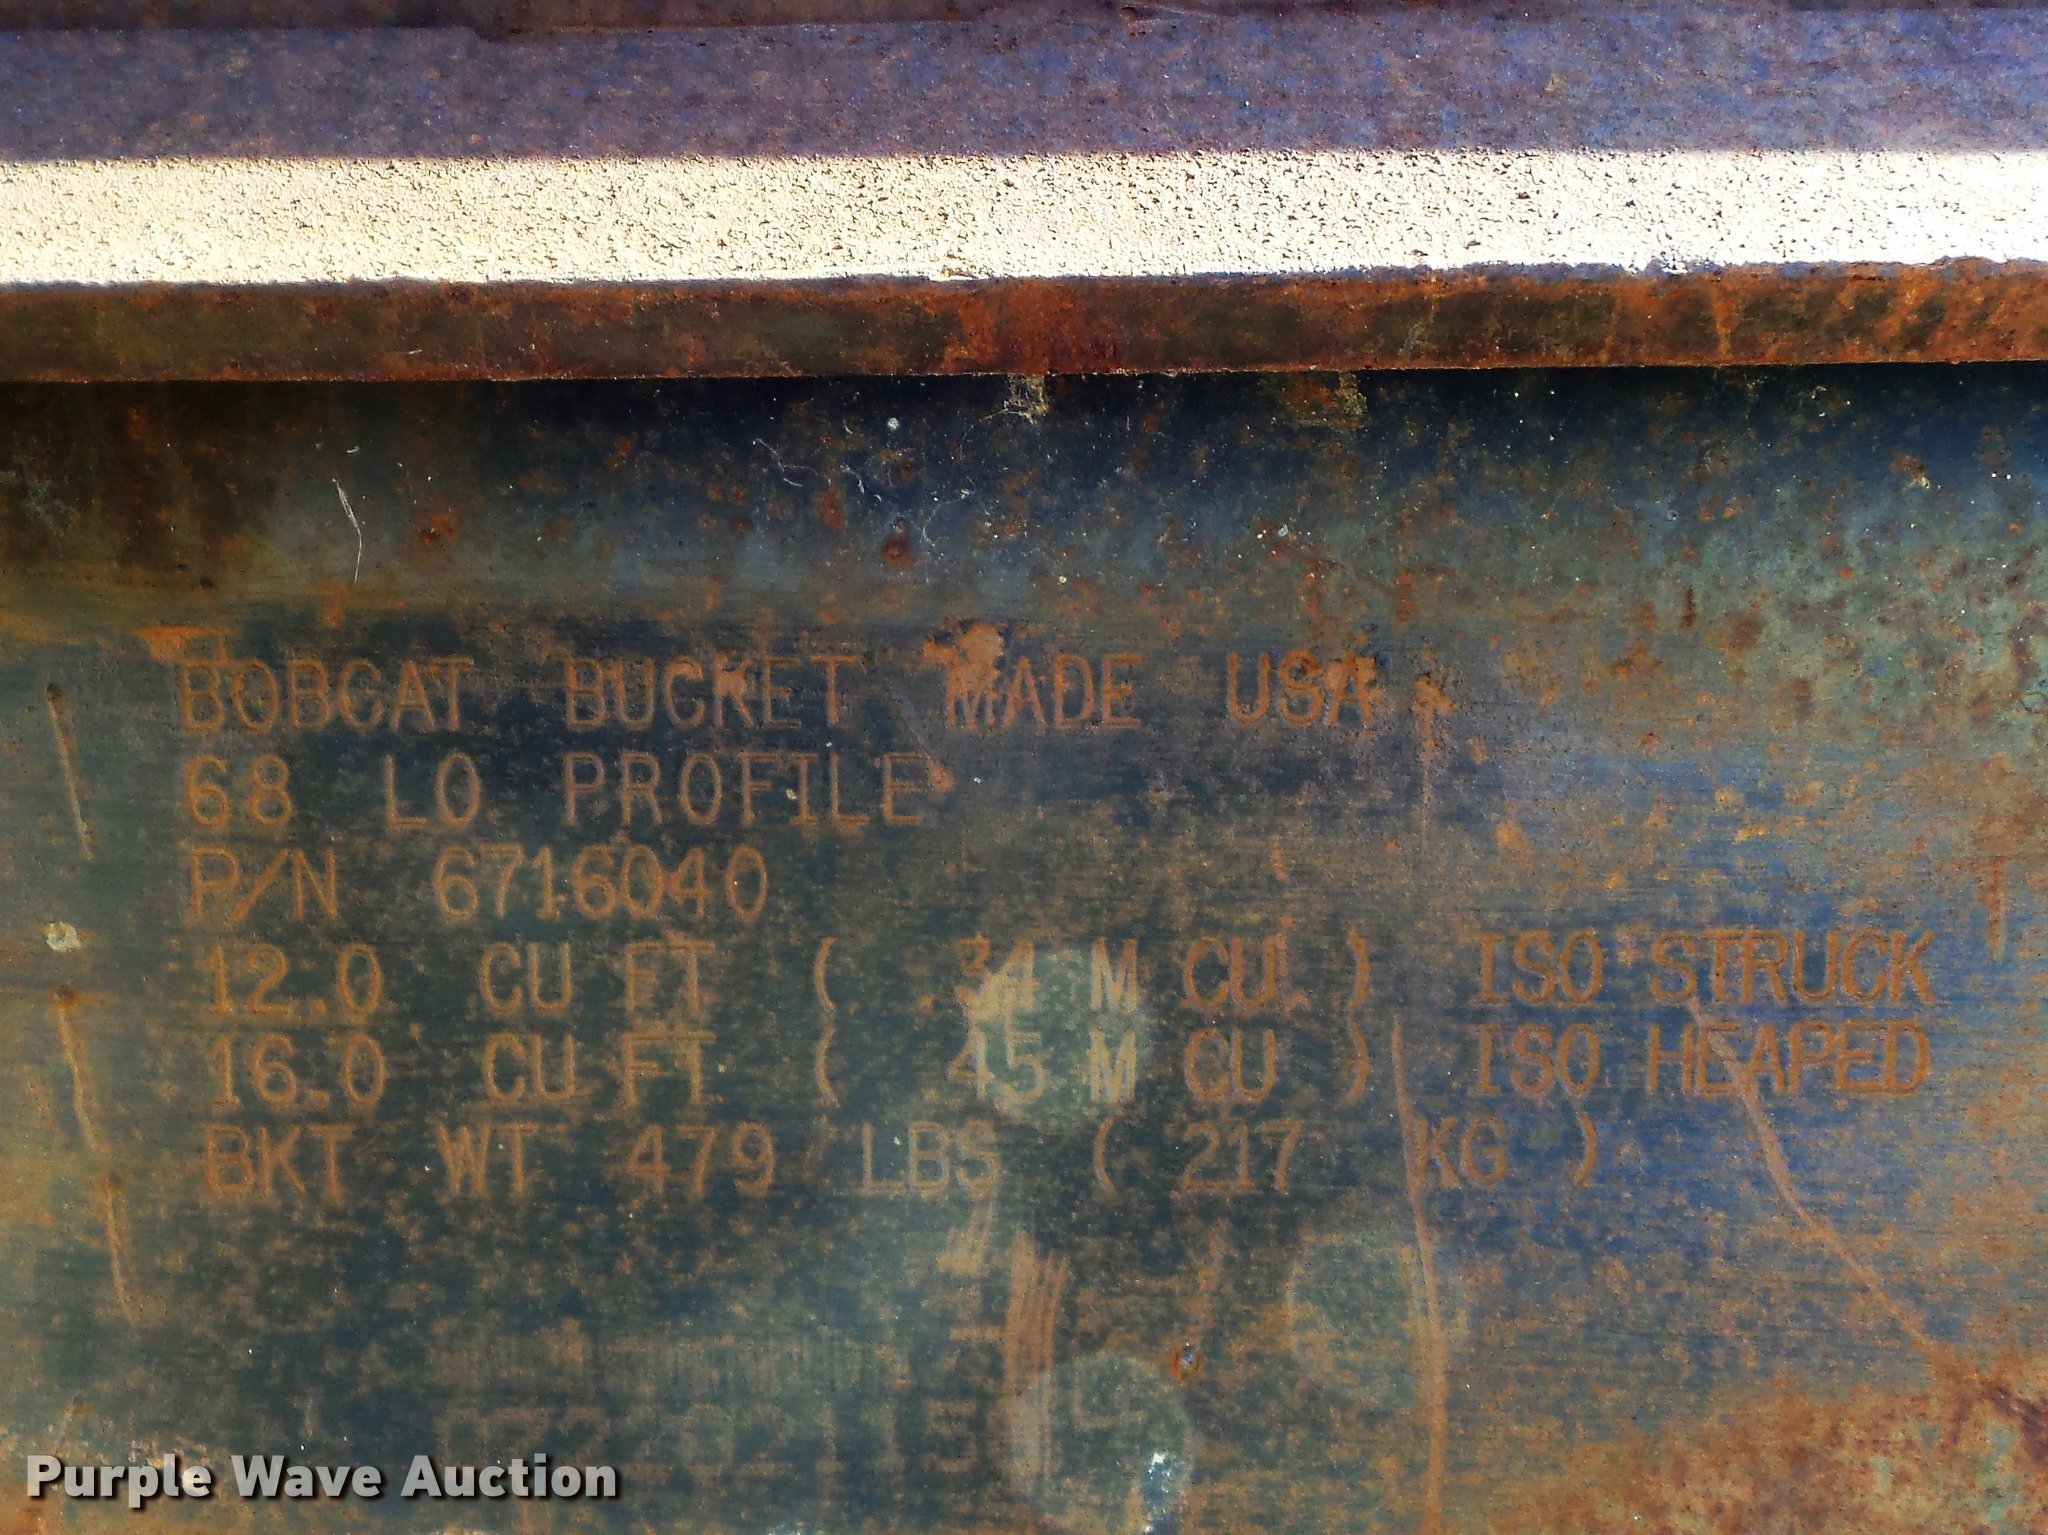 BOBCAT BUCKET MADE USA
68 LO PROFILE
P/N 6716040
12.0 CU FT ( .34 M CU ) ISO STRUCK
16.0 CU FT ( .45 M CU ) ISO HEAPED
BKT WT 479 LBS ( 217 KG )
Purple Wave Auction